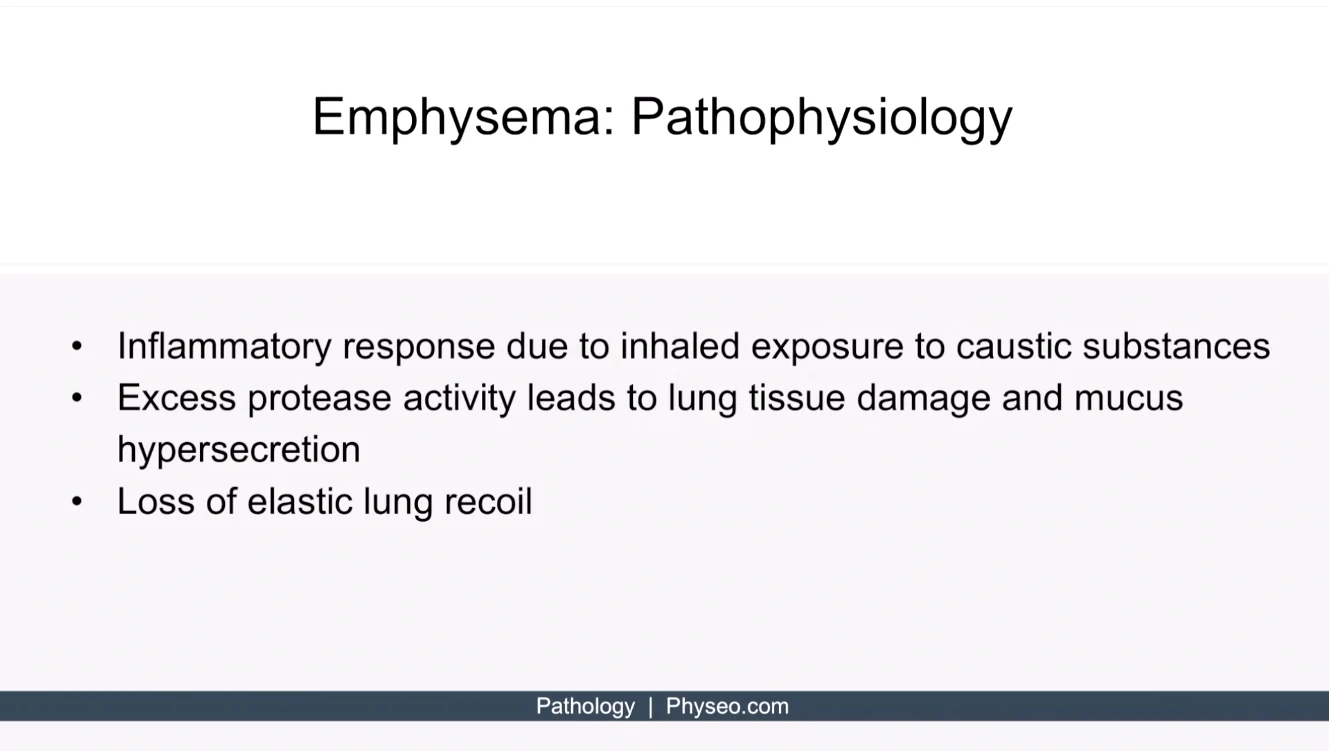 Emphysema: Pathophysiology
• Inflammatory response due to inhaled exposure to caustic substances
• Excess protease activity leads to lung tissue damage and mucus
hypersecretion
• Loss of elastic lung recoil
Pathology | Physeo.com